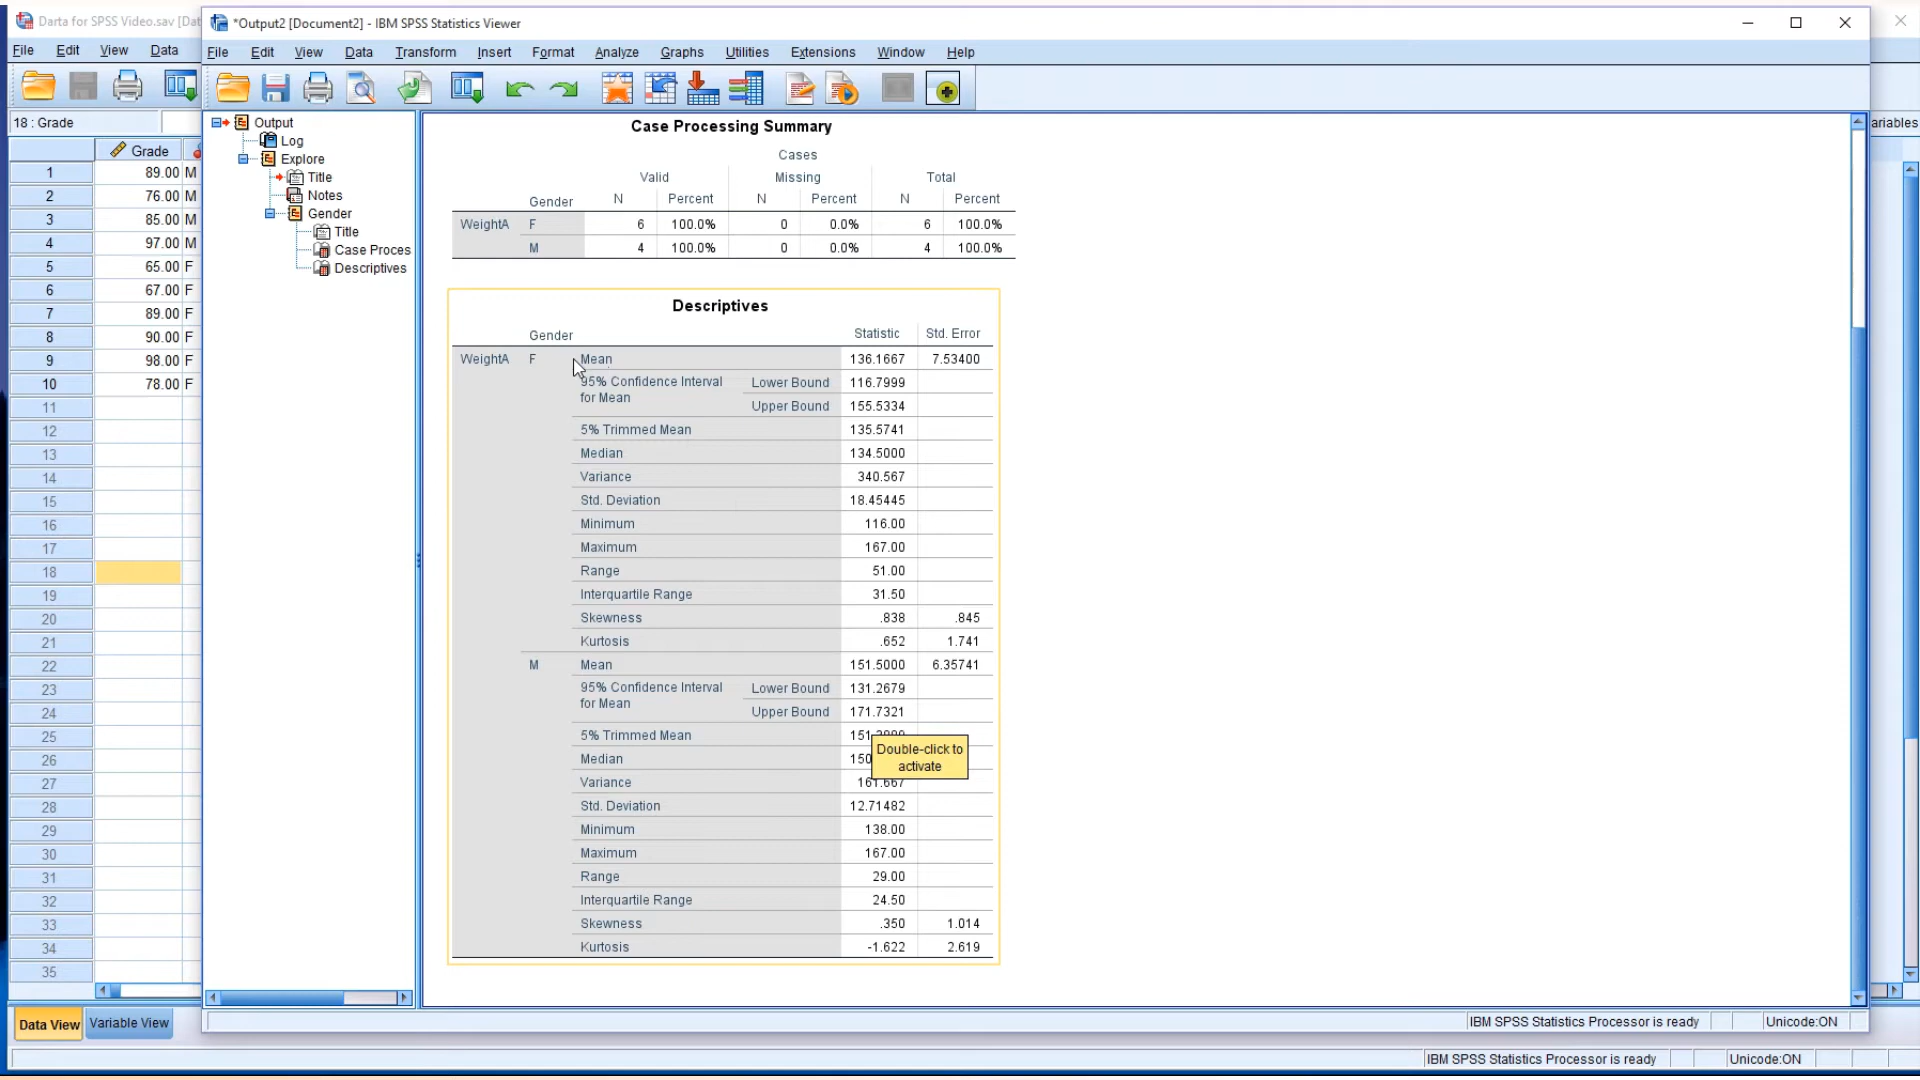 Darta for SPSS Video.sav [Dat
*Output2 [Document2] - IBM SPSS Statistics Viewer
File Edit View Data
File Edit View Data Transform Insert Format Analyze Graphs Utilities Extensions Window Help
18 : Grade
ariables
Grade
1 89.00 M
2 76.00 M
3 85.00 M
4 97.00 M
5 65.00 F
6 67.00 F
7 89.00 F
8 90.00 F
9 98.00 F
10 78.00 F
11
12
13
14
15
16
17
18
19
20
21
22
23
24
25
26
27
28
29
30
31
32
33
34
35
Data View Variable View
Output
Log
Explore
Title
Notes
Gender
Title
Case Proces
Descriptives
Case Processing Summary
Cases
Valid Missing Total
Gender N Percent N Percent N Percent
WeightA F 6 100.0% 0 0.0% 6 100.0%
M 4 100.0% 0 0.0% 4 100.0%
Descriptives
Gender Statistic Std. Error
WeightA F Mean 136.1667 7.53400
95% Confidence Interval for Mean Lower Bound 116.7999
Upper Bound 155.5334
5% Trimmed Mean 135.5741
Median 134.5000
Variance 340.567
Std. Deviation 18.45445
Minimum 116.00
Maximum 167.00
Range 51.00
Interquartile Range 31.50
Skewness .838 .845
Kurtosis .652 1.741
M Mean 151.5000 6.35741
95% Confidence Interval for Mean Lower Bound 131.2679
Upper Bound 171.7321
5% Trimmed Mean
Median 150
Variance 161.667
Std. Deviation 12.71482
Minimum 138.00
Maximum 167.00
Range 29.00
Interquartile Range 24.50
Skewness .350 1.014
Kurtosis -1.622 2.619
Double-click to
activate
IBM SPSS Statistics Processor is ready Unicode:ON
IBM SPSS Statistics Processor is ready Unicode:ON